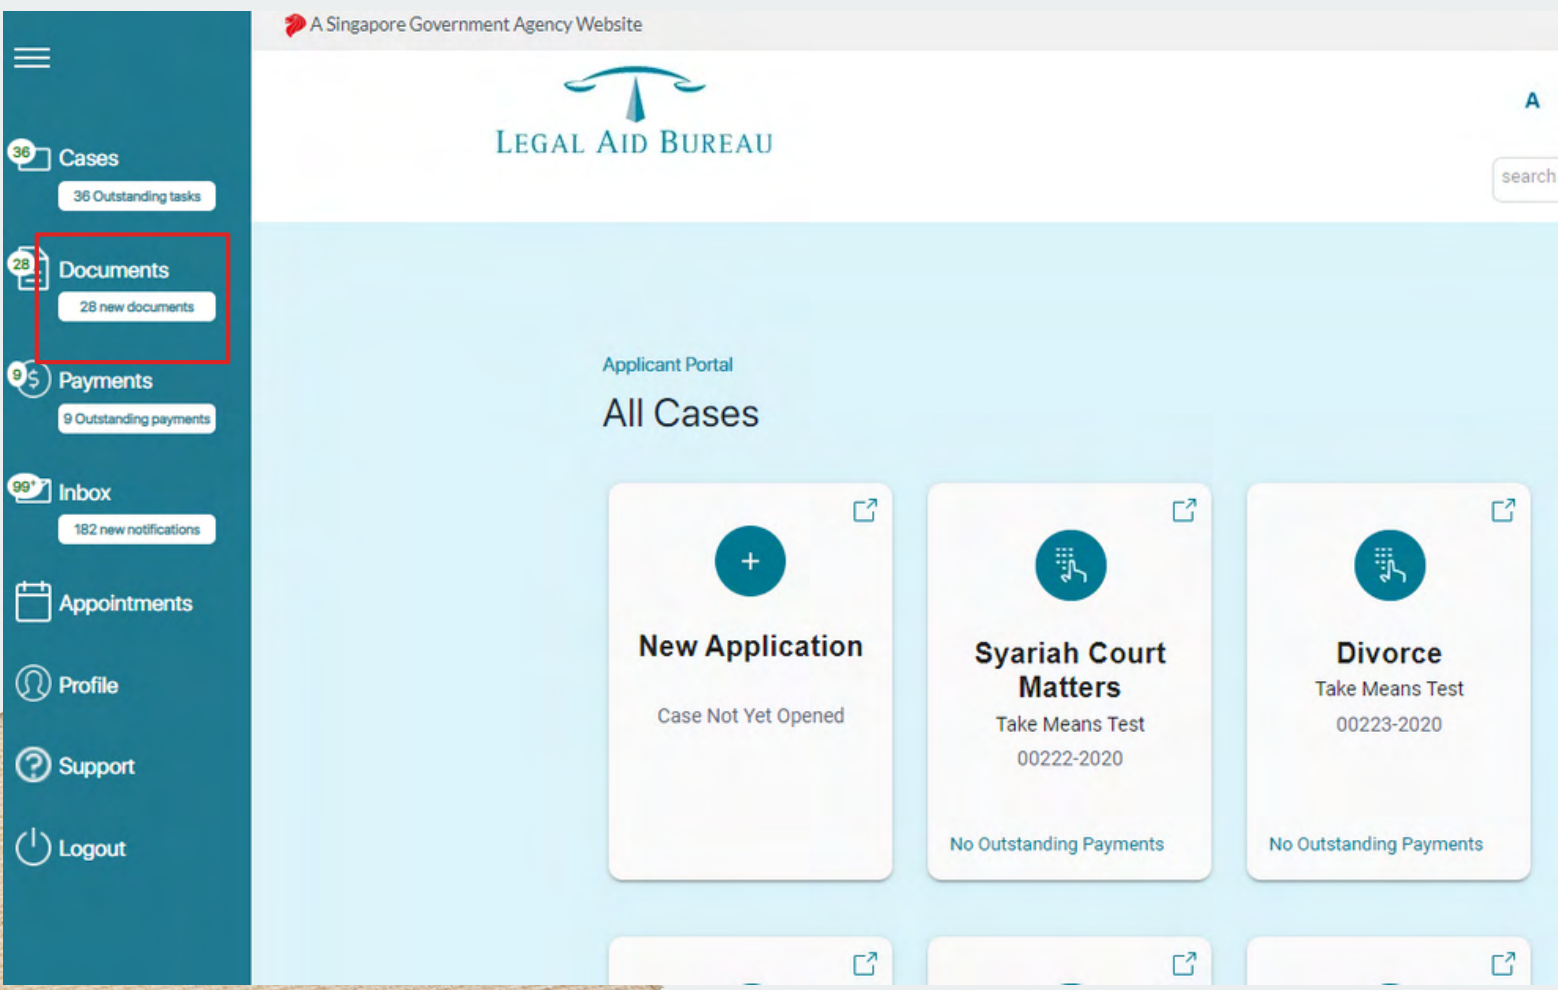 A Singapore Government Agency Website
LEGAL AID BUREAU
A
search
36
Cases
36 Outstanding tasks
28
Documents
28 new documents
9
$
Payments
9 Outstanding payments
99+
Inbox
182 new notifications
Appointments
Profile
Support
Logout
Applicant Portal
All Cases
+
New Application
Case Not Yet Opened
Syariah Court
Matters
Take Means Test
00222-2020
No Outstanding Payments
Divorce
Take Means Test
00223-2020
No Outstanding Payments